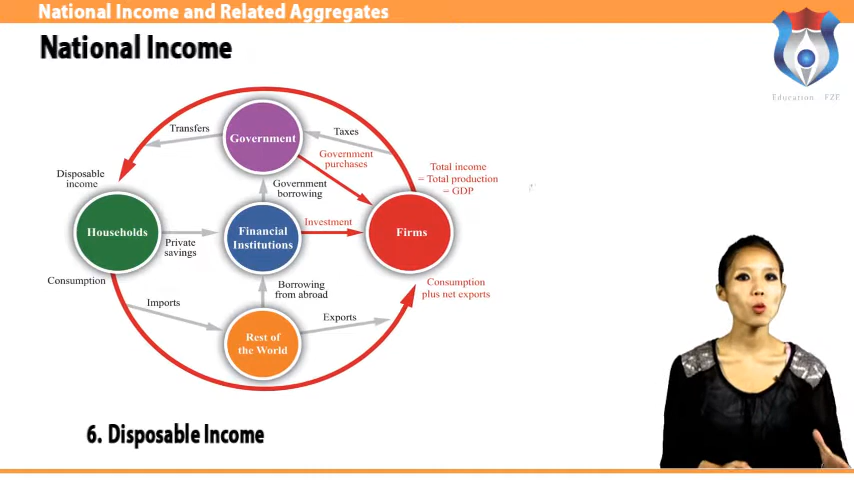 National Income and Related Aggregates
National Income
Education FZE
Transfers
Government
Taxes
Government
purchases
Total income
= Total production
= GDP
Disposable
income
Government
borrowing
Households
Private
savings
Financial
Institutions
Investment
Firms
Consumption
Borrowing
from abroad
Consumption
plus net exports
Imports
Exports
Rest of
the World
6. Disposable Income